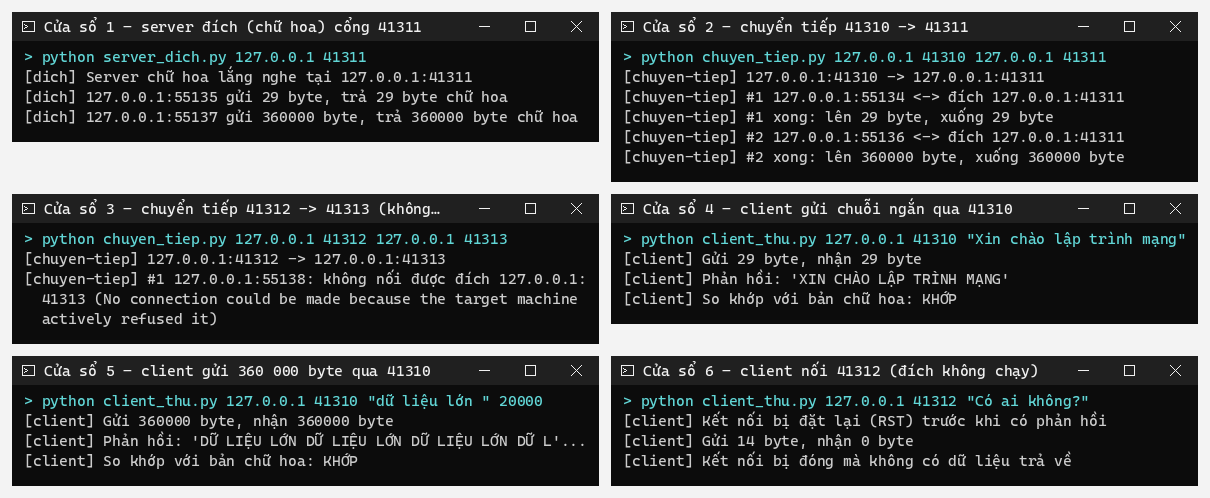 Cửa sổ 1 — server đích (chữ hoa) cổng 41311
> python server_dich.py 127.0.0.1 41311
[dich] Server chữ hoa lắng nghe tại 127.0.0.1:41311
[dich] 127.0.0.1:55135 gửi 29 byte, trả 29 byte chữ hoa
[dich] 127.0.0.1:55137 gửi 360000 byte, trả 360000 byte chữ hoa
Cửa sổ 2 — chuyển tiếp 41310 -> 41311
> python chuyen_tiep.py 127.0.0.1 41310 127.0.0.1 41311
[chuyen-tiep] 127.0.0.1:41310 -> 127.0.0.1:41311
[chuyen-tiep] #1 127.0.0.1:55134 <-> đích 127.0.0.1:41311
[chuyen-tiep] #1 xong: lên 29 byte, xuống 29 byte
[chuyen-tiep] #2 127.0.0.1:55136 <-> đích 127.0.0.1:41311
[chuyen-tiep] #2 xong: lên 360000 byte, xuống 360000 byte
Cửa sổ 3 — chuyển tiếp 41312 -> 41313 (không…
> python chuyen_tiep.py 127.0.0.1 41312 127.0.0.1 41313
[chuyen-tiep] 127.0.0.1:41312 -> 127.0.0.1:41313
[chuyen-tiep] #1 127.0.0.1:55138: không nối được đích 127.0.0.1:
41313 (No connection could be made because the target machine
actively refused it)
Cửa sổ 4 — client gửi chuỗi ngắn qua 41310
> python client_thu.py 127.0.0.1 41310 "Xin chào lập trình mạng"
[client] Gửi 29 byte, nhận 29 byte
[client] Phản hồi: 'XIN CHÀO LẬP TRÌNH MẠNG'
[client] So khớp với bản chữ hoa: KHỚP
Cửa sổ 5 — client gửi 360 000 byte qua 41310
> python client_thu.py 127.0.0.1 41310 "dữ liệu lớn " 20000
[client] Gửi 360000 byte, nhận 360000 byte
[client] Phản hồi: 'DỮ LIỆU LỚN DỮ LIỆU LỚN DỮ LIỆU LỚN DỮ L'...
[client] So khớp với bản chữ hoa: KHỚP
Cửa sổ 6 — client nối 41312 (đích không chạy)
> python client_thu.py 127.0.0.1 41312 "Có ai không?"
[client] Kết nối bị đặt lại (RST) trước khi có phản hồi
[client] Gửi 14 byte, nhận 0 byte
[client] Kết nối bị đóng mà không có dữ liệu trả về